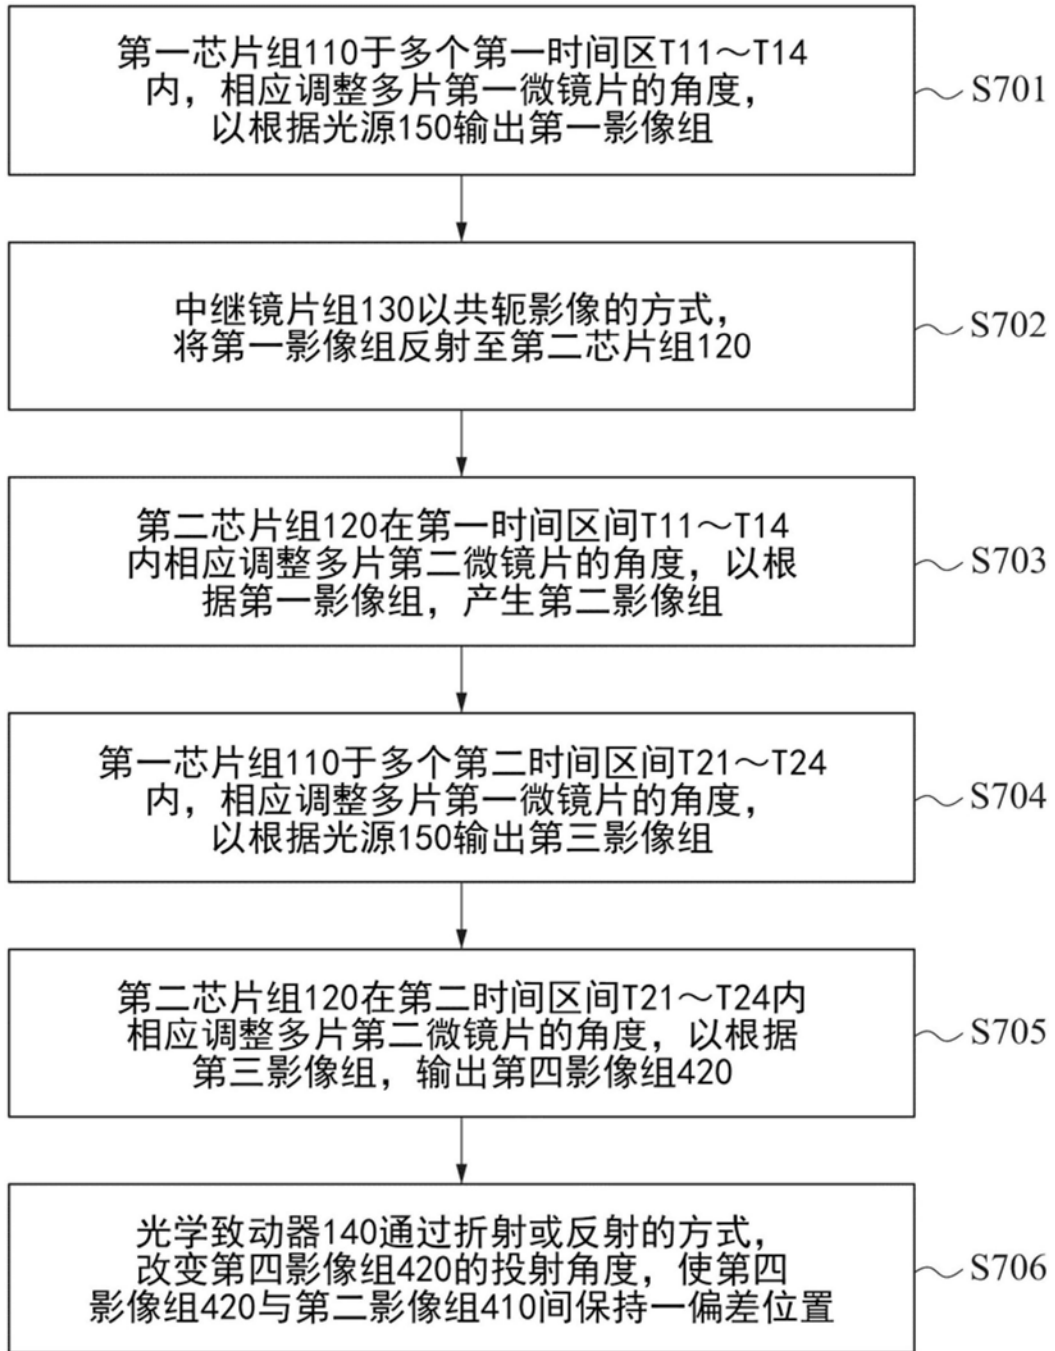 第一芯片组110于多个第一时间区T11～T14
内，相应调整多片第一微镜片的角度，
以根据光源150输出第一影像组
S701
中继镜片组130以共轭影像的方式，
将第一影像组反射至第二芯片组120
S702
第二芯片组120在第一时间区间T11～T14
内相应调整多片第二微镜片的角度，以根
据第一影像组，产生第二影像组
S703
第一芯片组110于多个第二时间区间T21～T24
内，相应调整多片第一微镜片的角度，
以根据光源150输出第三影像组
S704
第二芯片组120在第二时间区间T21～T24内
相应调整多片第二微镜片的角度，以根据
第三影像组，输出第四影像组420
S705
光学致动器140通过折射或反射的方式，
改变第四影像组420的投射角度，使第四
影像组420与第二影像组410间保持一偏差位置
S706